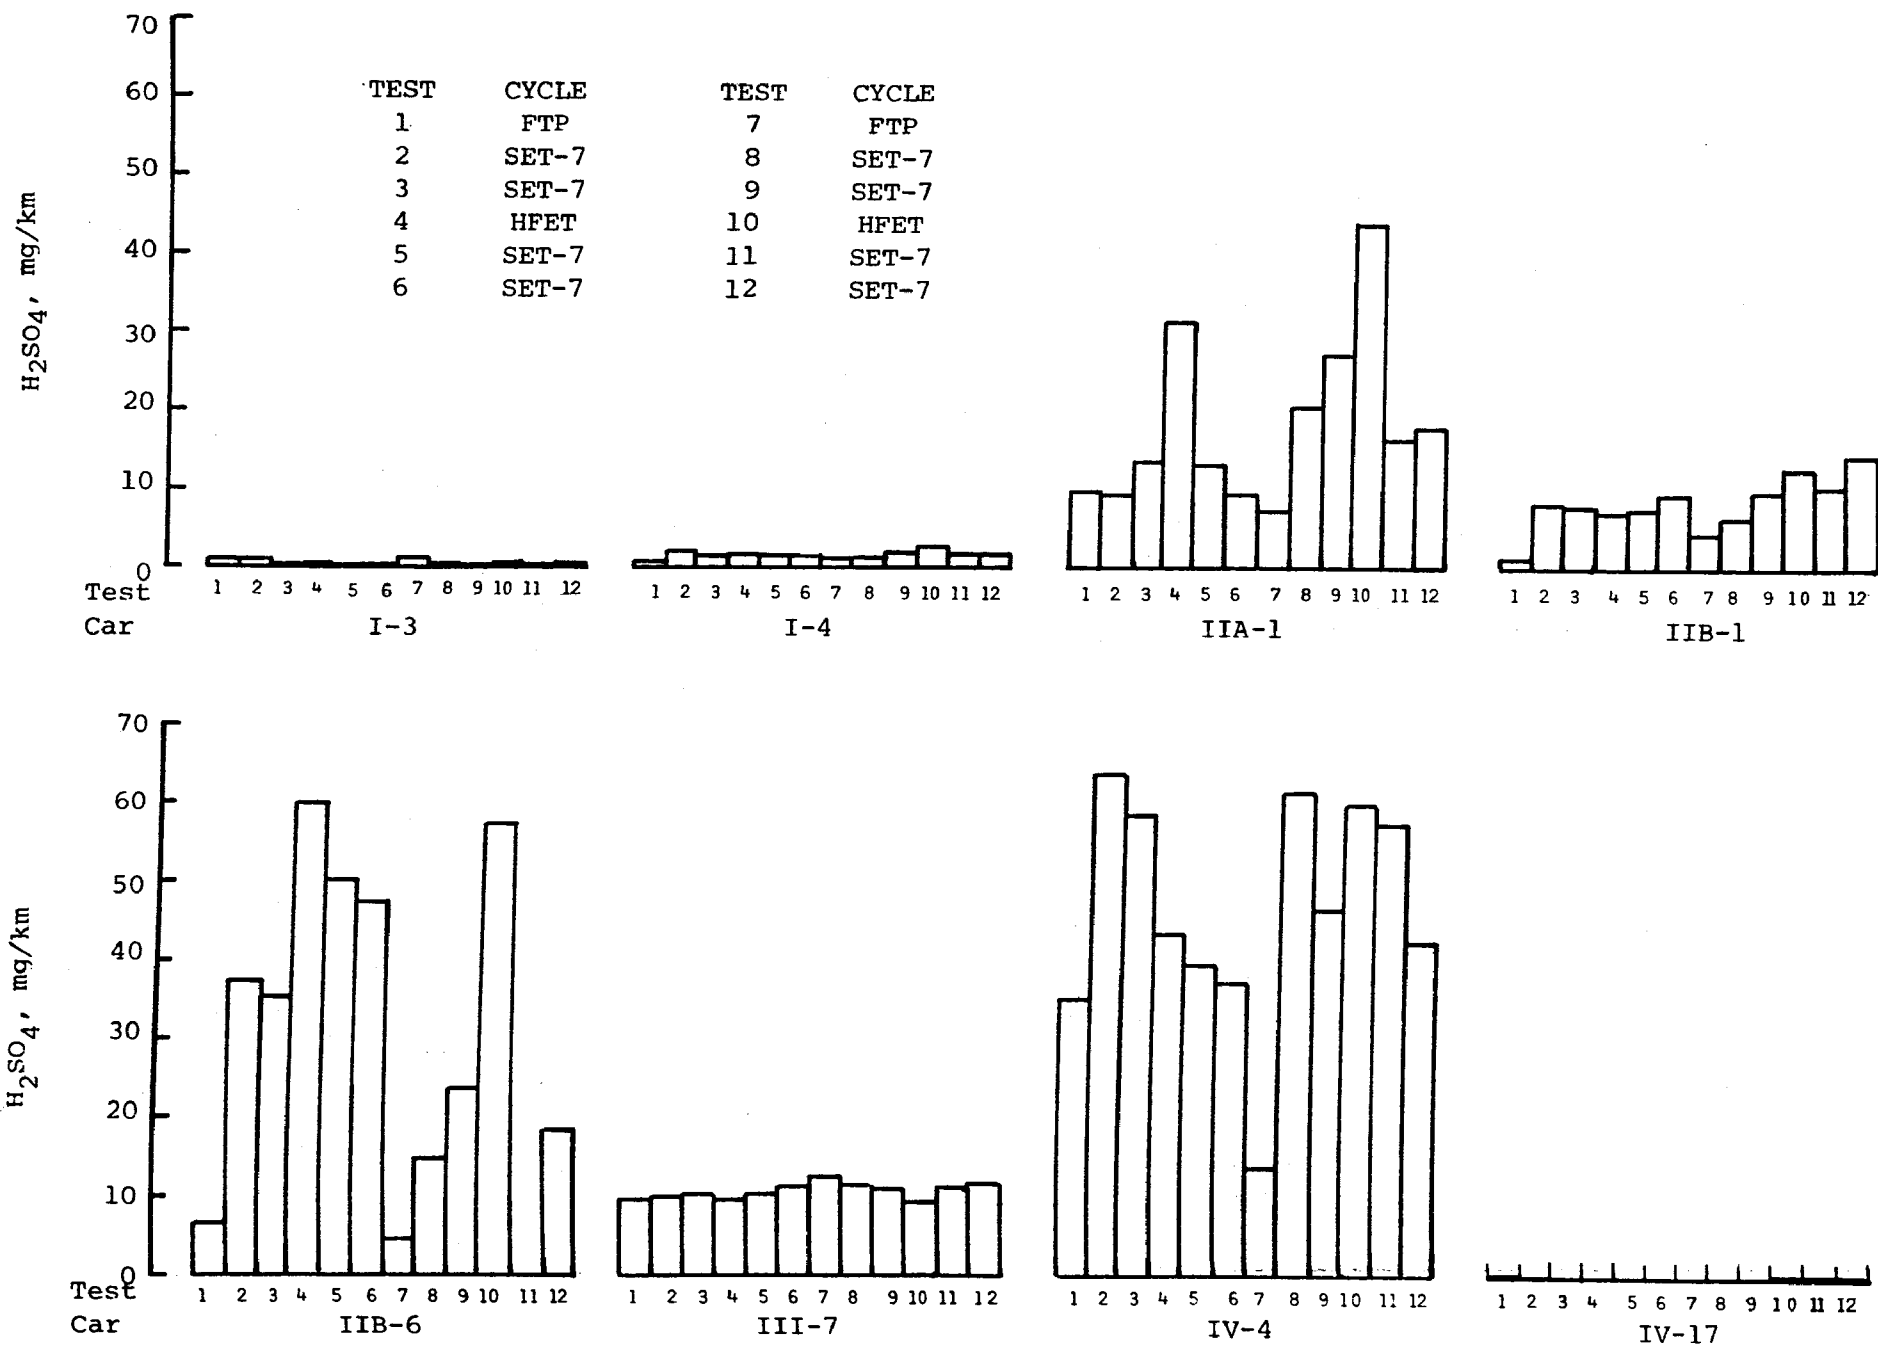 70
60
50
40
30
20
10
0
H2SO4, mg/km
TEST CYCLE TEST CYCLE
1 FTP 7 FTP
2 SET-7 8 SET-7
3 SET-7 9 SET-7
4 HFET 10 HFET
5 SET-7 11 SET-7
6 SET-7 12 SET-7
Test 1 2 3 4 5 6 7 8 9 10 11 12 1 2 3 4 5 6 7 8 9 10 11 12 1 2 3 4 5 6 7 8 9 10 11 12 1 2 3 4 5 6 7 8 9 10 11 12
Car I-3 I-4 IIA-1 IIB-1
70
60
50
40
30
20
10
0
H2SO4, mg/km
Test 1 2 3 4 5 6 7 8 9 10 11 12 1 2 3 4 5 6 7 8 9 10 11 12 1 2 3 4 5 6 7 8 9 10 11 12 1 2 3 4 5 6 7 8 9 10 11 12
Car IIB-6 III-7 IV-4 IV-17